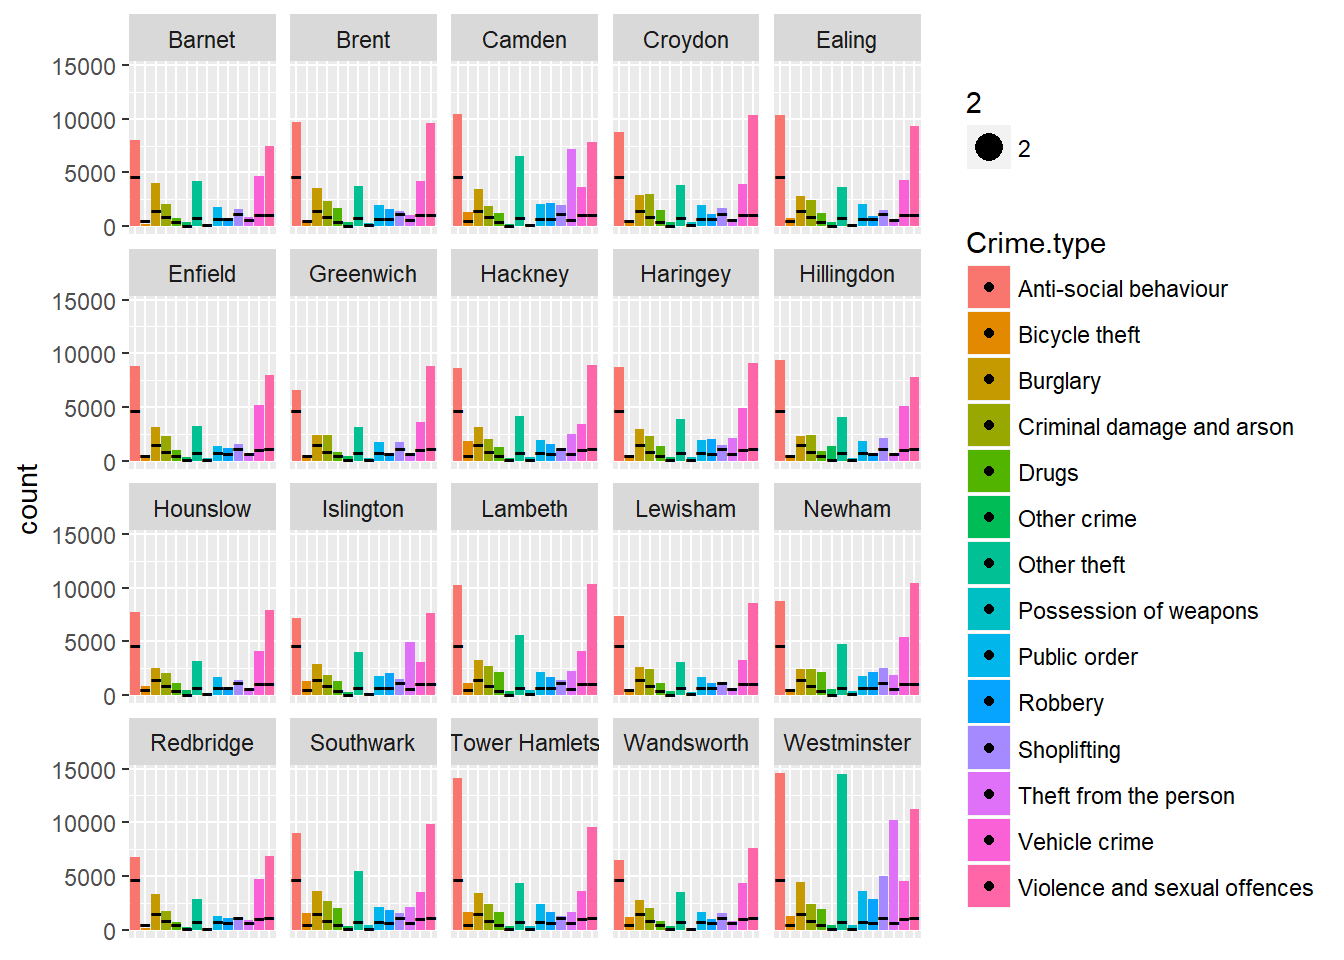 Barnet Brent Camden Croydon Ealing
15000
10000
5000
0
Enfield Greenwich Hackney Haringey Hillingdon
15000
10000
5000
0
Hounslow Islington Lambeth Lewisham Newham
15000
10000
5000
0
Redbridge Southwark Tower Hamlets Wandsworth Westminster
15000
10000
5000
0
count
2
2
Crime.type
Anti-social behaviour
Bicycle theft
Burglary
Criminal damage and arson
Drugs
Other crime
Other theft
Possession of weapons
Public order
Robbery
Shoplifting
Theft from the person
Vehicle crime
Violence and sexual offences